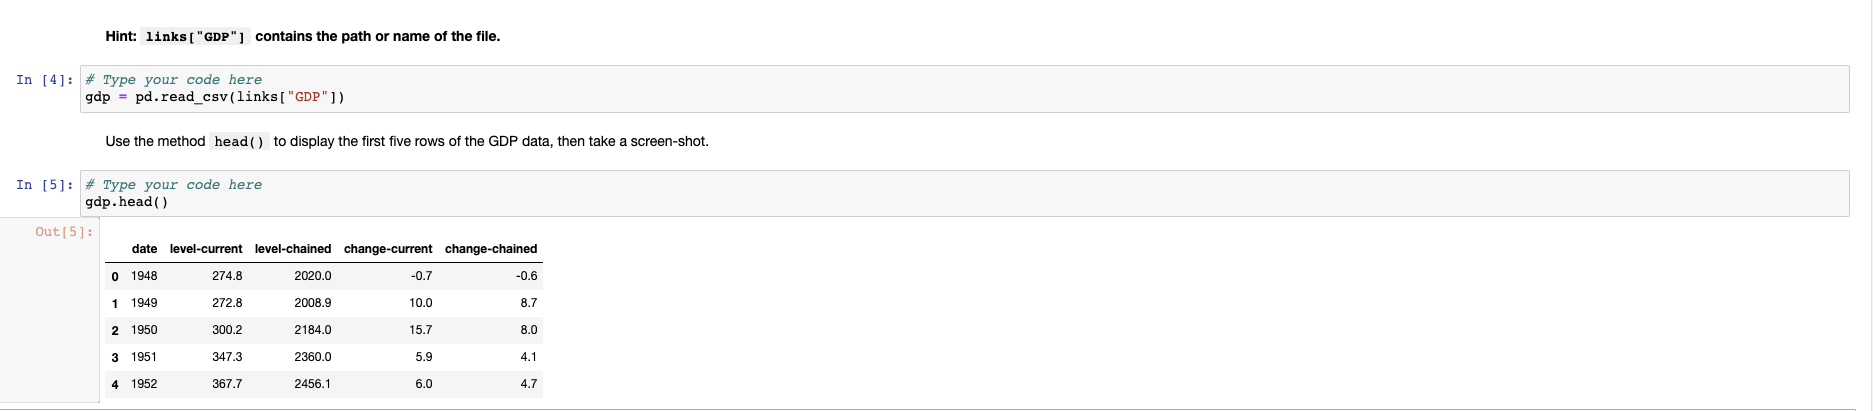 Hint: links["GDP"] contains the path or name of the file.
In [4]: # Type your code here
gdp = pd.read_csv(links["GDP"])
Use the method head() to display the first five rows of the GDP data, then take a screen-shot.
In [5]: # Type your code here
gdp.head()
Out[5]:
date level-current level-chained change-current change-chained
0 1948 274.8 2020.0 -0.7 -0.6
1 1949 272.8 2008.9 10.0 8.7
2 1950 300.2 2184.0 15.7 8.0
3 1951 347.3 2360.0 5.9 4.1
4 1952 367.7 2456.1 6.0 4.7